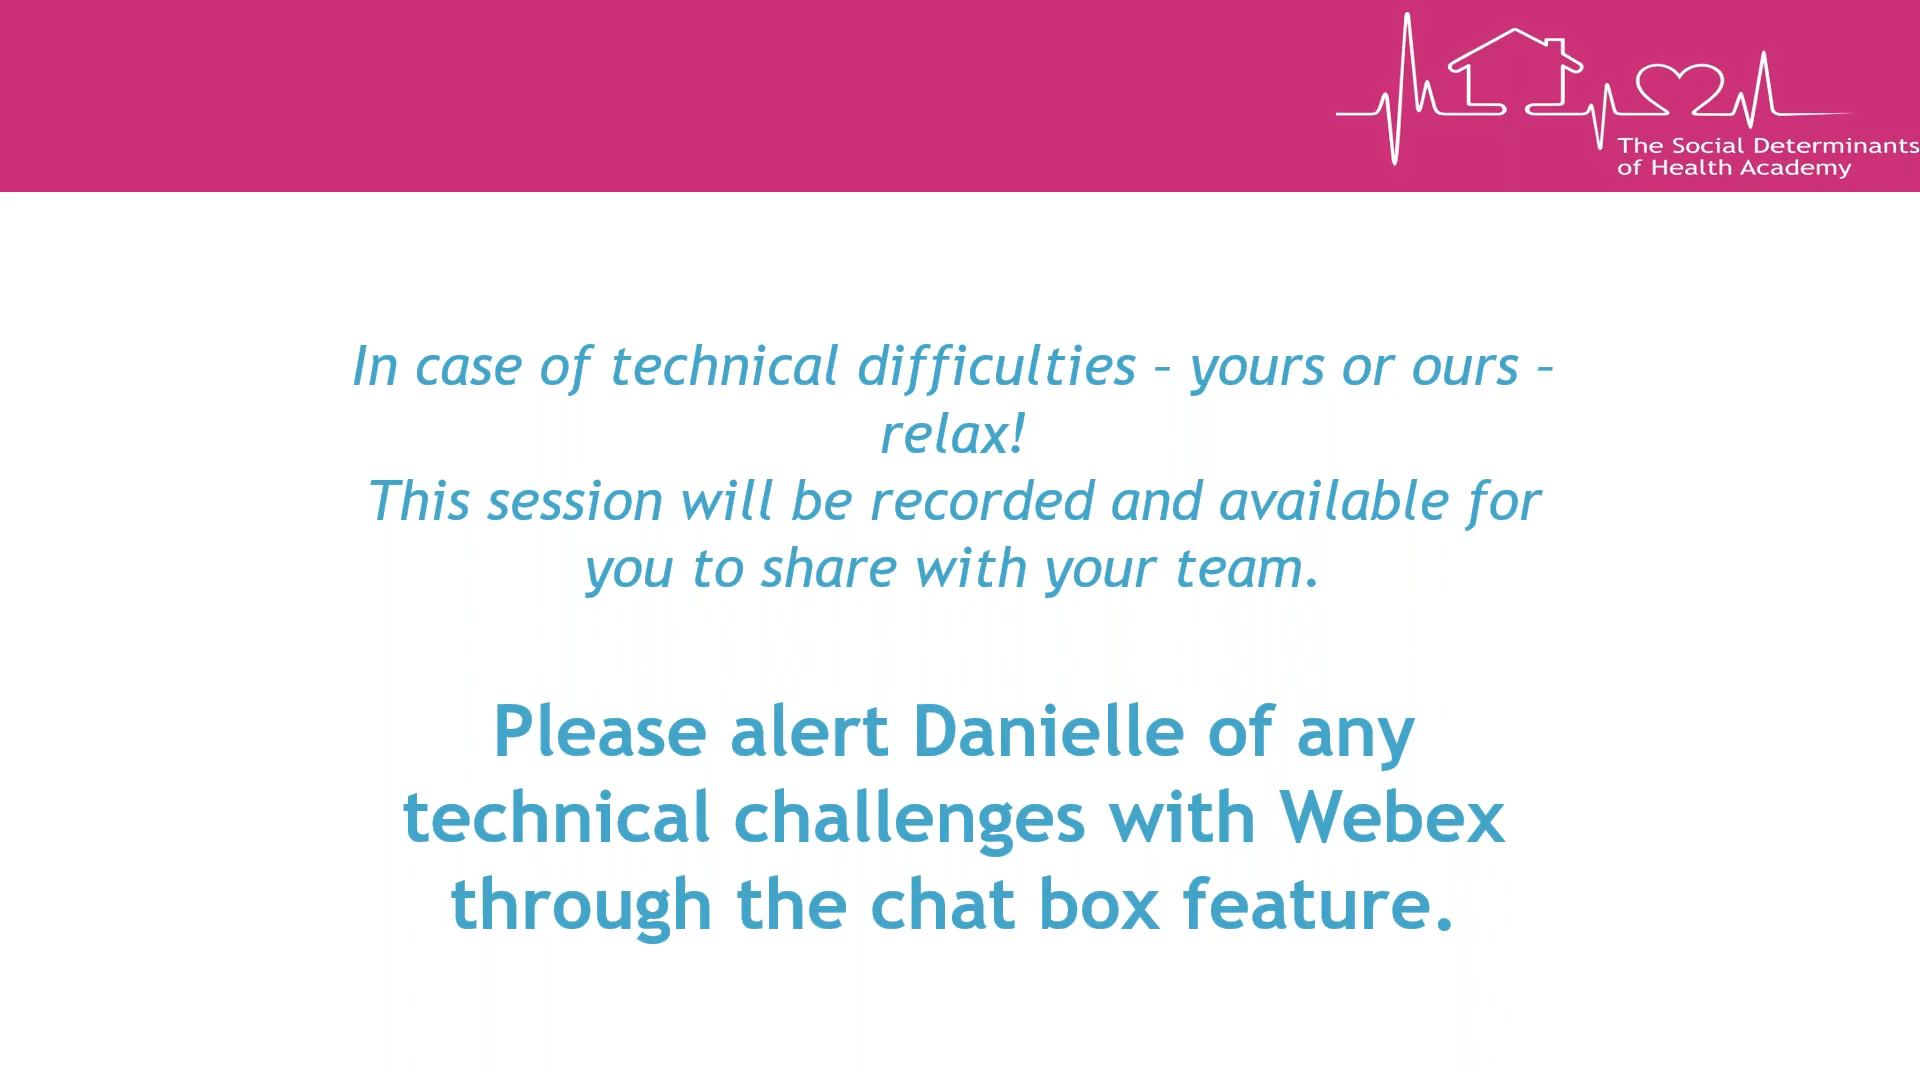 The Social Determinants
of Health Academy
In case of technical difficulties – yours or ours –
relax!
This session will be recorded and available for
you to share with your team.
Please alert Danielle of any
technical challenges with Webex
through the chat box feature.